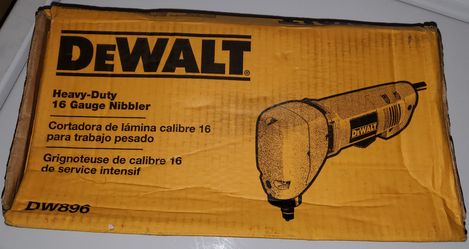 DEWALT®
Heavy-Duty
16 Gauge Nibbler
Cortadora de lámina calibre 16
para trabajo pesado
Grignoteuse de calibre 16
de service intensif
DEWALT
DW896